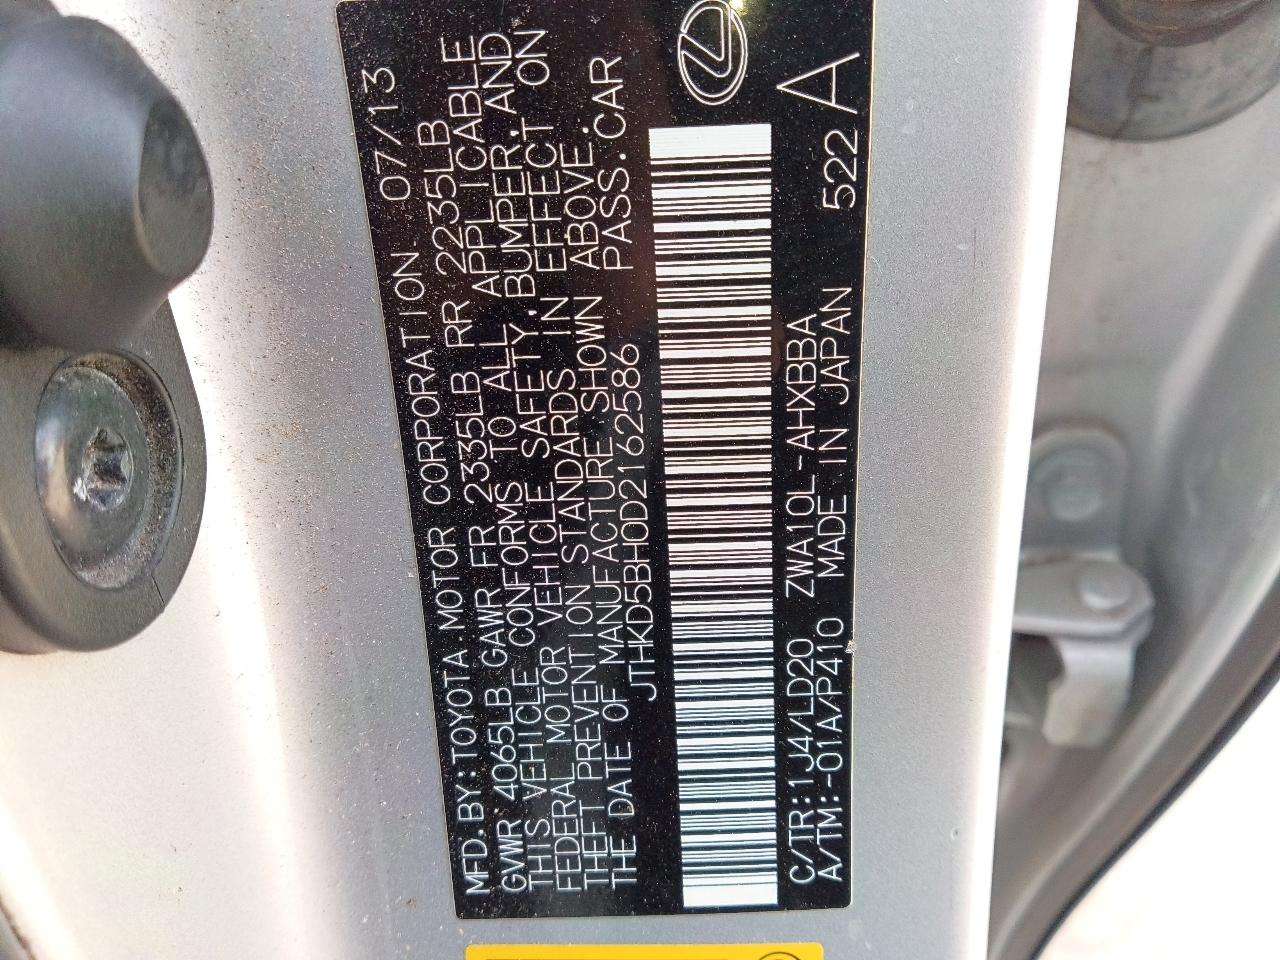 MFD.BY:TOYOTA MOTOR CORPORATION 07/13
GVWR 4065LB GAWR FR 2335LB RR 2235LB
THIS VEHICLE CONFORMS TO ALL APPLICABLE
FEDERAL MOTOR VEHICLE SAFETY,BUMPER,AND
THEFT PREVENTION STANDARDS IN EFFECT ON
THE DATE OF MANUFACTURE SHOWN ABOVE.
JTHKD5BH0D2162586 PASS.CAR
C/TR:1J4/LD20 ZWA10L-AHXBBA
A/TM:-01A/P410 MADE IN JAPAN 522 A